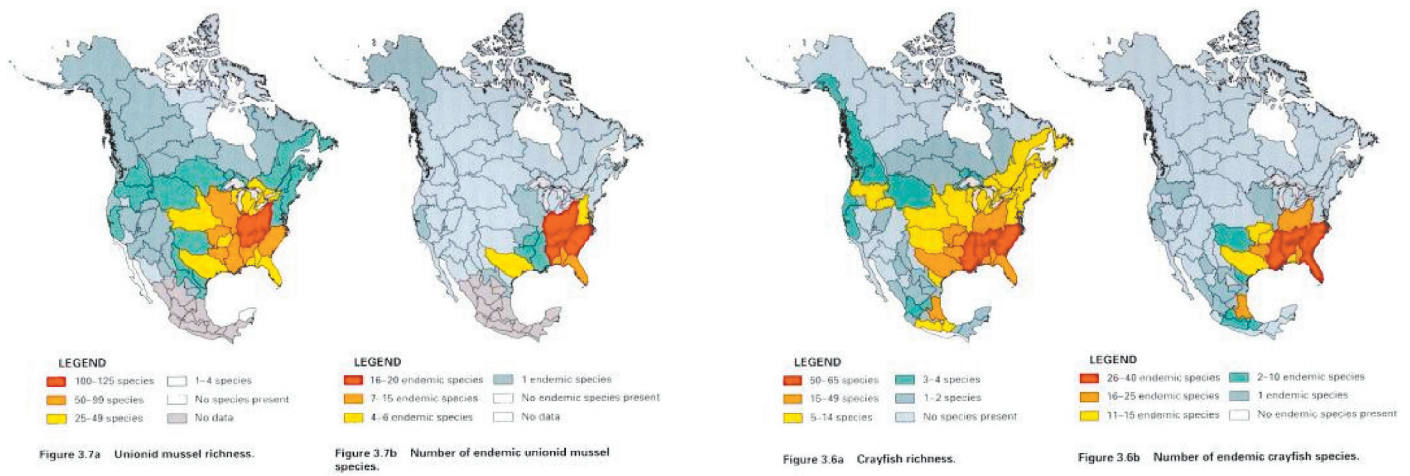 LEGEND
100–125 species
50–99 species
25–49 species
1–4 species
No species present
No data
Figure 3.7a Unionid mussel richness.
LEGEND
16–20 endemic species
7–15 endemic species
4–6 endemic species
1 endemic species
No endemic species present
No data
Figure 3.7b Number of endemic unionid mussel
species.
LEGEND
50–65 species
15–49 species
5–14 species
3–4 species
1–2 species
No species present
Figure 3.6a Crayfish richness.
LEGEND
26–40 endemic species
16–25 endemic species
11–15 endemic species
2–10 endemic species
1 endemic species
No endemic species present
Figure 3.6b Number of endemic crayfish species.